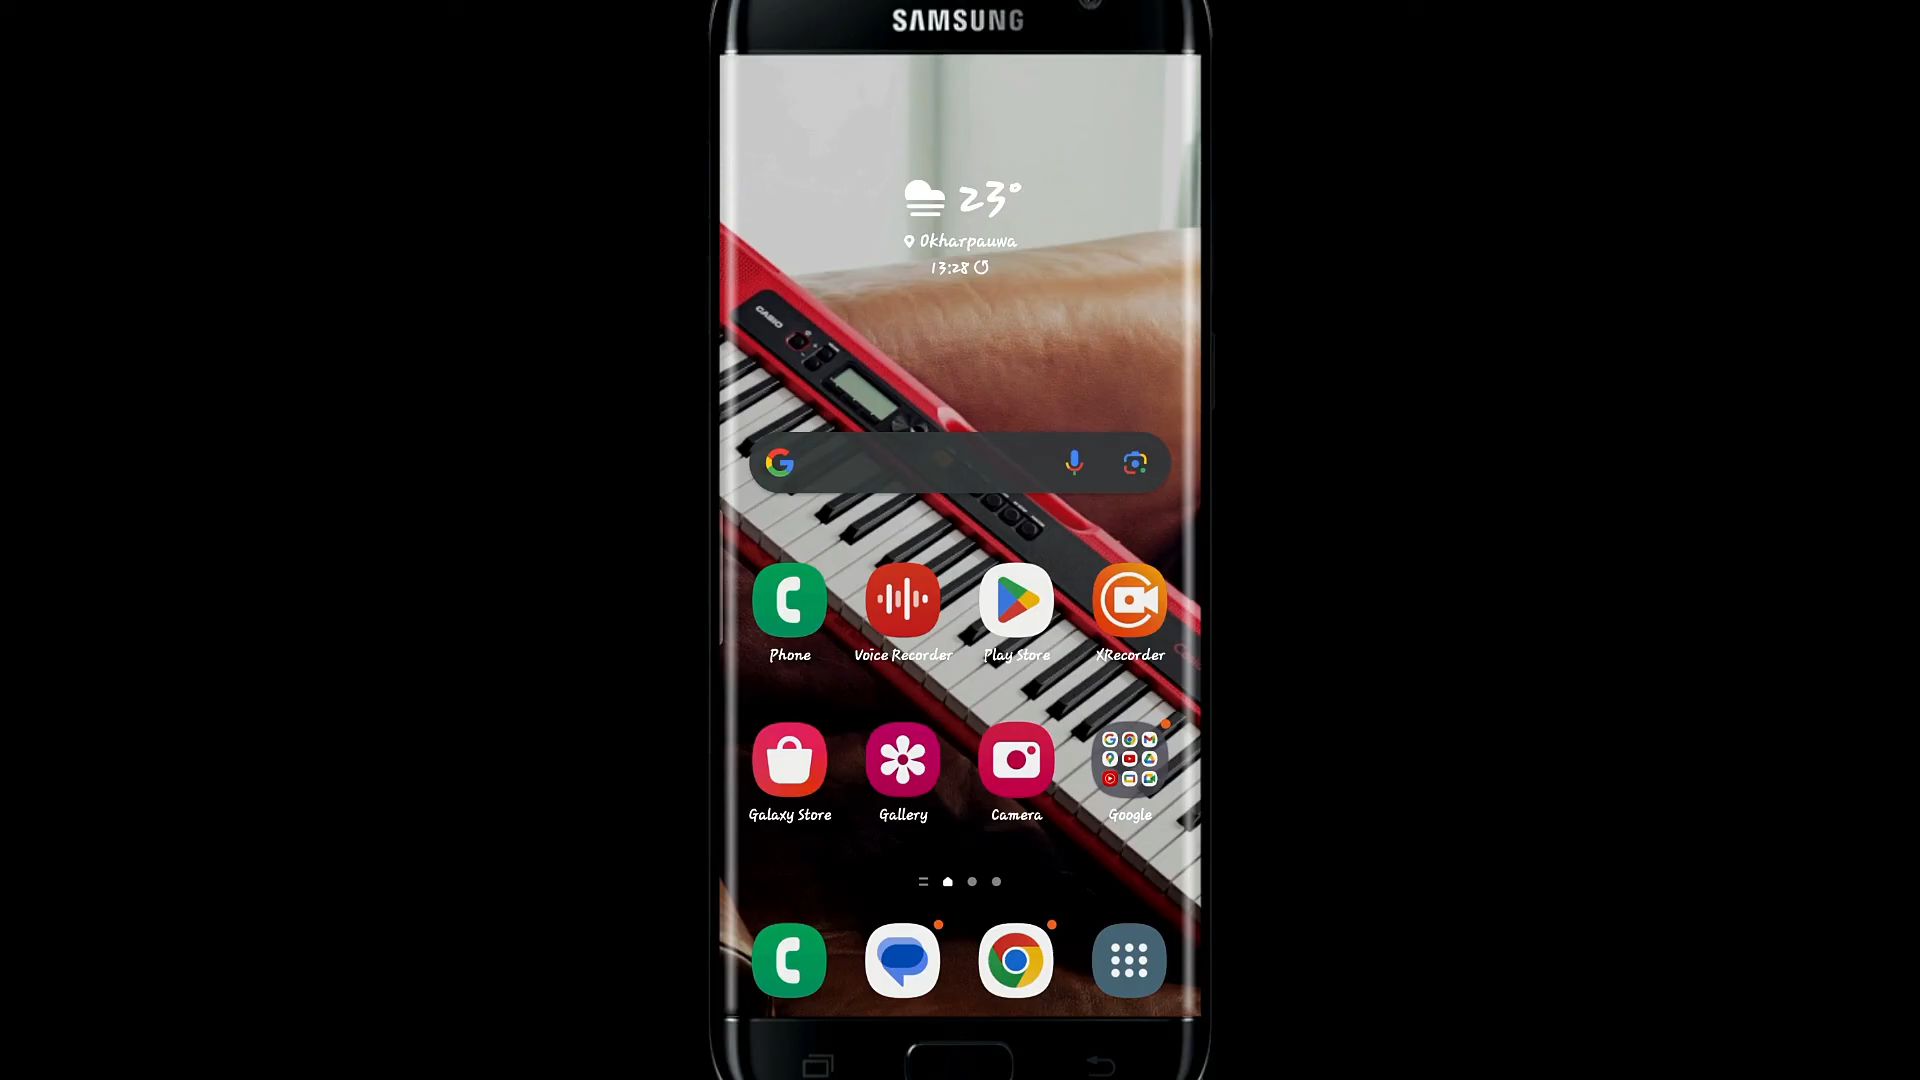 SAMSUNG
23°
Okharpauwa
13:28
CASIO
Phone
Voice Recorder
Play Store
XRecorder
Galaxy Store
Gallery
Camera
Google